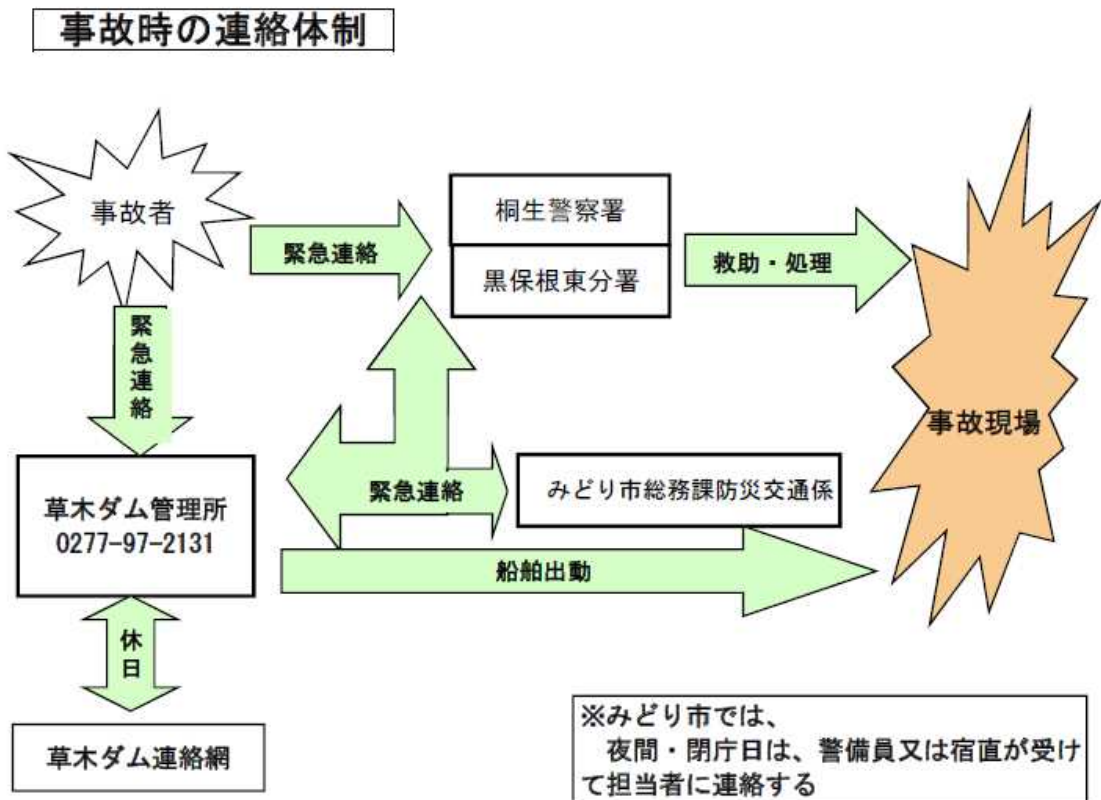 事故時の連絡体制
事故者
緊急連絡
桐生警察署
黒保根東分署
救助・処理
事故現場
緊急連絡
草木ダム管理所
0277-97-2131
緊急連絡
みどり市総務課防災交通係
船舶出動
休日
草木ダム連絡網
※みどり市では、
夜間・閉庁日は、警備員又は宿直が受け
て担当者に連絡する